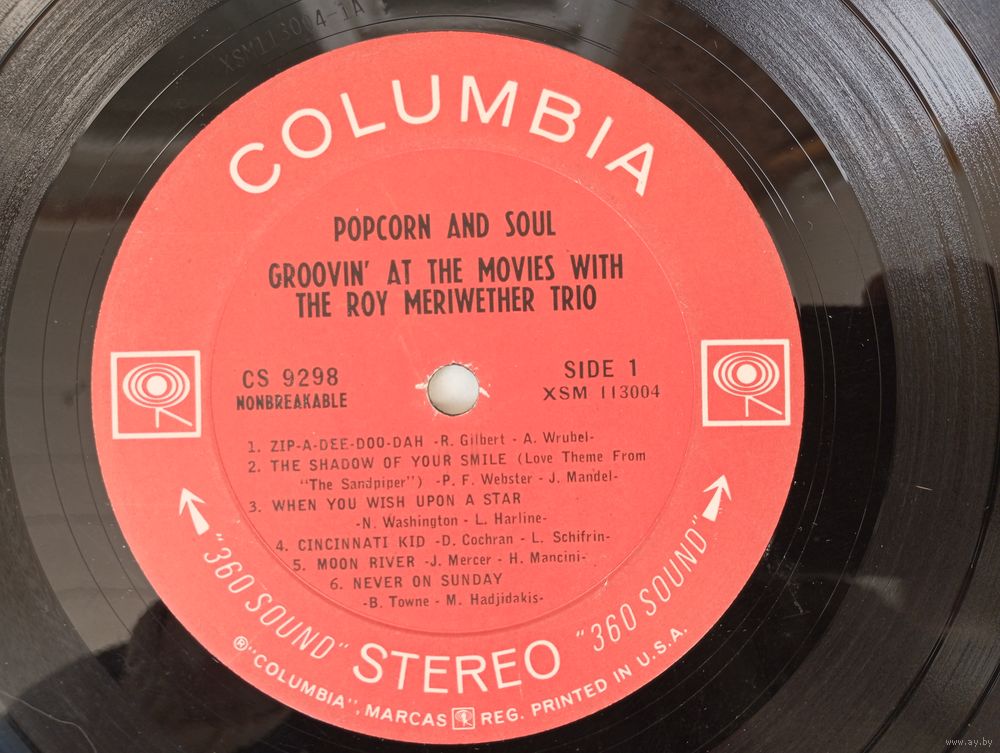 XSM113004-1A
COLUMBIA
POPCORN AND SOUL
GROOVIN' AT THE MOVIES WITH
THE ROY MERIWETHER TRIO
CS 9298
NONBREAKABLE
SIDE 1
XSM 113004
1. ZIP-A-DEE-DOO-DAH -R. Gilbert - A. Wrubel-
2. THE SHADOW OF YOUR SMILE (Love Theme From
"The Sandpiper") -P. F. Webster - J. Mandel-
3. WHEN YOU WISH UPON A STAR
-N. Washington - L. Harline-
4. CINCINNATI KID -D. Cochran - L. Schifrin-
5. MOON RIVER -J. Mercer - H. Mancini-
6. NEVER ON SUNDAY
-B. Towne - M. Hadjidakis-
"360 SOUND" STEREO "360 SOUND"
®"COLUMBIA", MARCAS REG. PRINTED IN U.S.A.
www.ay.by